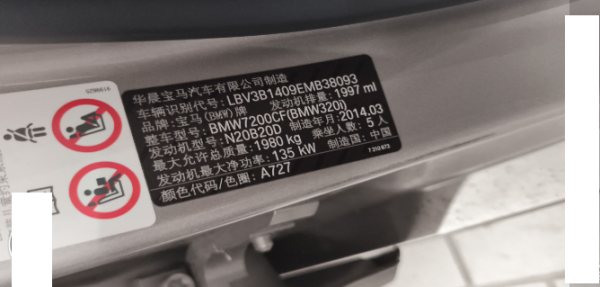 华晨宝马汽车有限公司制造
车辆识别代号: LBV3B1409EMB38093
品牌: 宝马(BMW)牌 发动机排量: 1997 ml
整车型号: BMW7200CF(BMW320i)
发动机型号: N20B20D 制造年月: 2014.03
最大允许总质量: 1980 kg 乘坐人数: 5 人
发动机最大净功率: 135 kW 制造国: 中国
颜色代码/色圈: A727
7 310 673